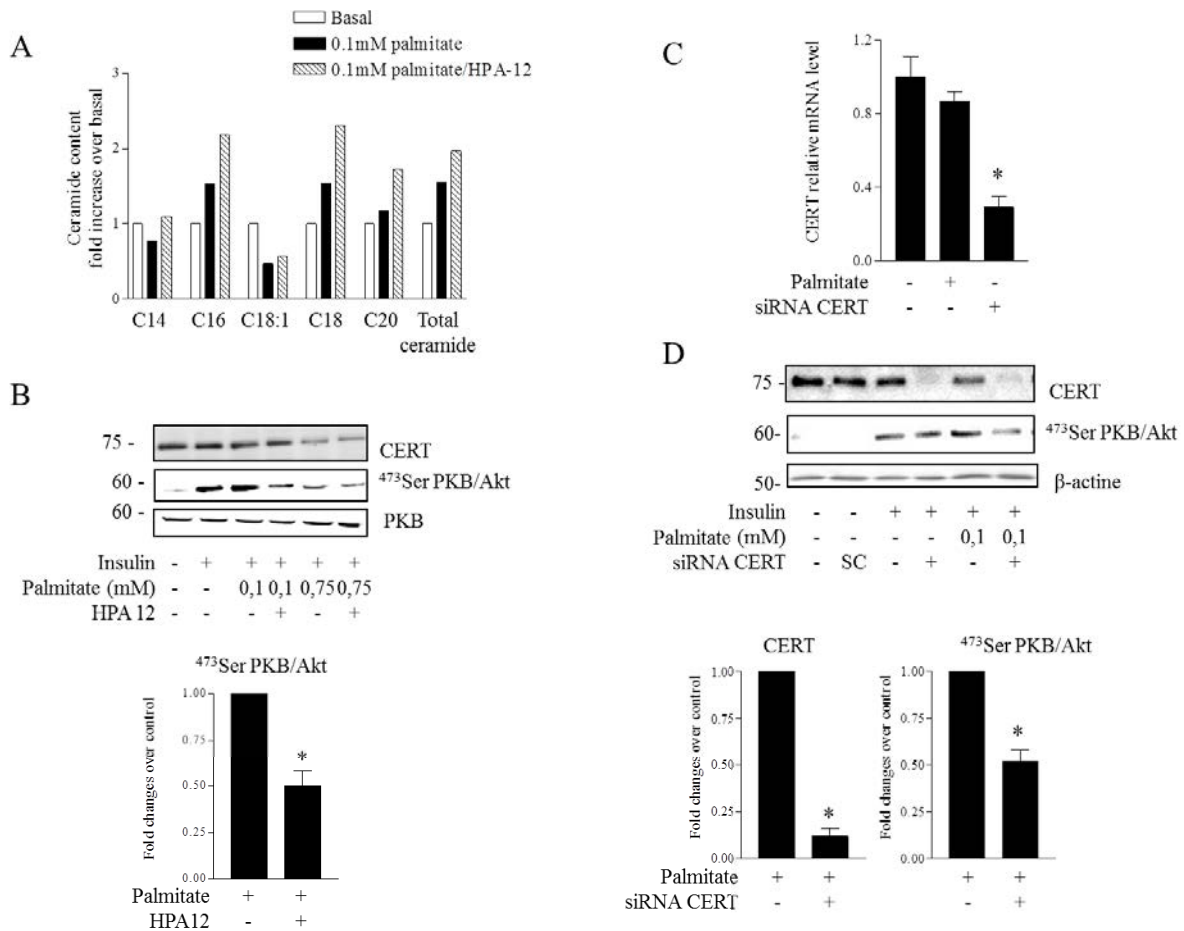 A
Basal
0.1mM palmitate
0.1mM palmitate/HPA-12
Ceramide content
fold increase over basal
3
2
1
0
C14 C16 C18:1 C18 C20 Total
ceramide
B
75 -
CERT
60 -
473Ser PKB/Akt
60 -
PKB
Insulin - + + + + +
Palmitate (mM) - - 0,1 0,1 0,75 0,75
HPA 12 - - - + - +
473Ser PKB/Akt
Fold changes over control
1.00
0.75
0.50
0.25
0.00
*
Palmitate + +
HPA12 - +
C
CERT relative mRNA level
1.2
0.8
0.4
0.0
*
Palmitate - + -
siRNA CERT - - +
D
75 -
CERT
60-
473Ser PKB/Akt
50-
β-actine
Insulin - - + + + +
Palmitate (mM) - - - - 0,1 0,1
siRNA CERT - SC - + - +
CERT
Fold changes over control
1.00
0.75
0.50
0.25
0.00
*
473Ser PKB/Akt
Fold changes over control
1.00
0.75
0.50
0.25
0.00
*
Palmitate + + + +
siRNA CERT - + - +